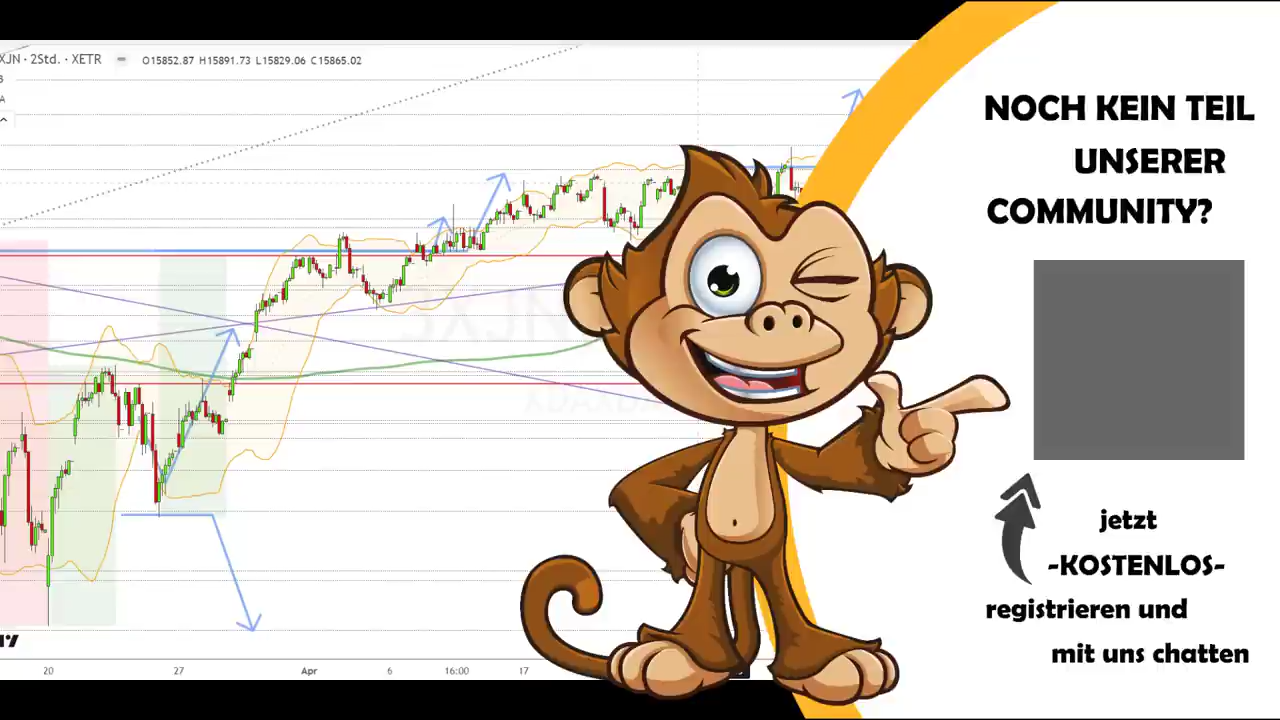 XJN · 2Std. · XETR O15852.87 H15891.73 L15829.06 C15865.02
NOCH KEIN TEIL
UNSERER
COMMUNITY?
jetzt
-KOSTENLOS-
registrieren und
mit uns chatten
20 27 Apr 6 16:00 17